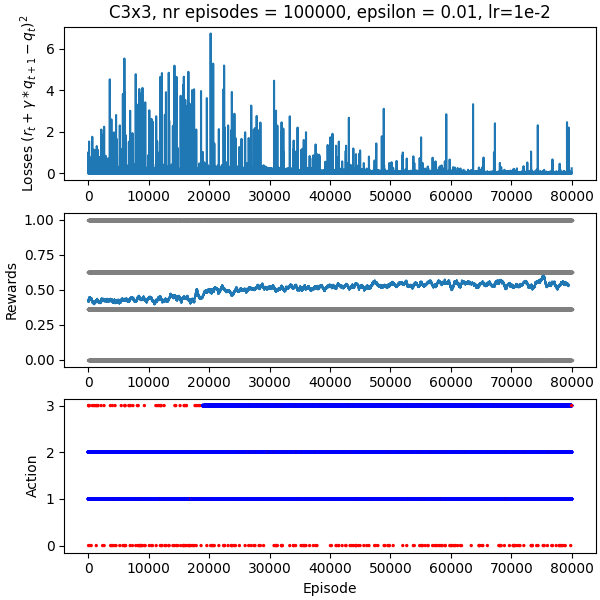 C3x3, nr episodes = 100000, epsilon = 0.01, lr=1e-2
Losses (r_t + γ * q_{t+1} − q_t)^2
6
4
2
0
0 10000 20000 30000 40000 50000 60000 70000 80000
Rewards
1.00
0.75
0.50
0.25
0.00
0 10000 20000 30000 40000 50000 60000 70000 80000
Action
3
2
1
0
0 10000 20000 30000 40000 50000 60000 70000 80000
Episode